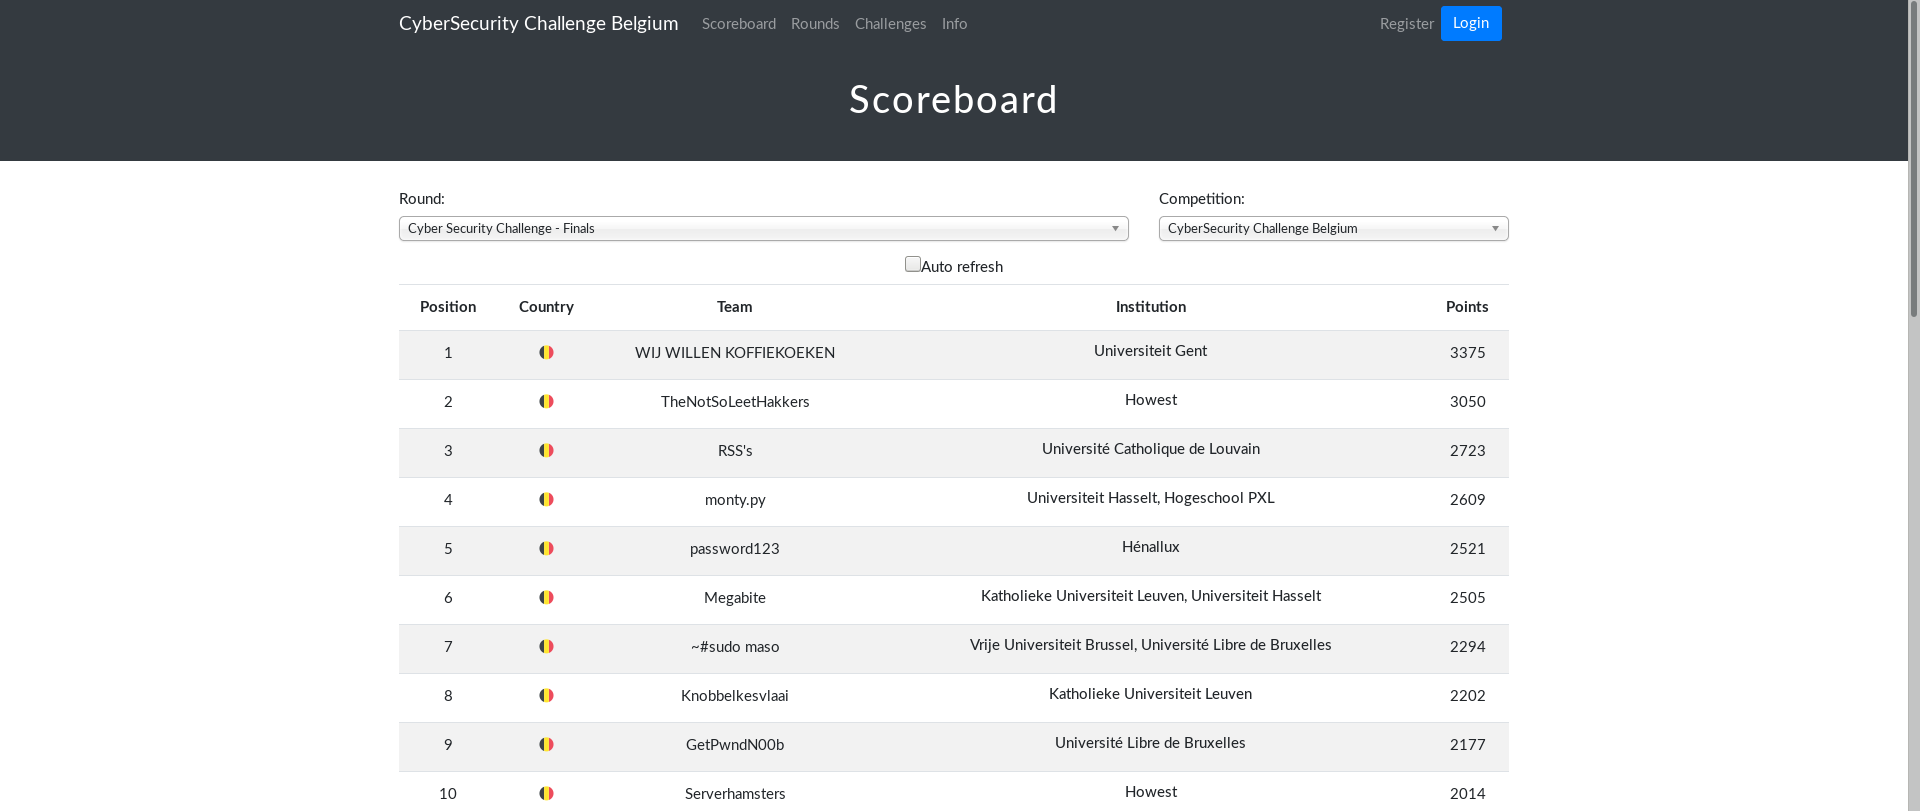 CyberSecurity Challenge Belgium Scoreboard Rounds Challenges Info Register Login
Scoreboard
Round: Competition:
Cyber Security Challenge - Finals CyberSecurity Challenge Belgium
Auto refresh
Position Country Team Institution Points
1 WIJ WILLEN KOFFIEKOEKEN Universiteit Gent 3375
2 TheNotSoLeetHakkers Howest 3050
3 RSS's Université Catholique de Louvain 2723
4 monty.py Universiteit Hasselt, Hogeschool PXL 2609
5 password123 Hénallux 2521
6 Megabite Katholieke Universiteit Leuven, Universiteit Hasselt 2505
7 ~#sudo maso Vrije Universiteit Brussel, Université Libre de Bruxelles 2294
8 Knobbelkesvlaai Katholieke Universiteit Leuven 2202
9 GetPwndN00b Université Libre de Bruxelles 2177
10 Serverhamsters Howest 2014